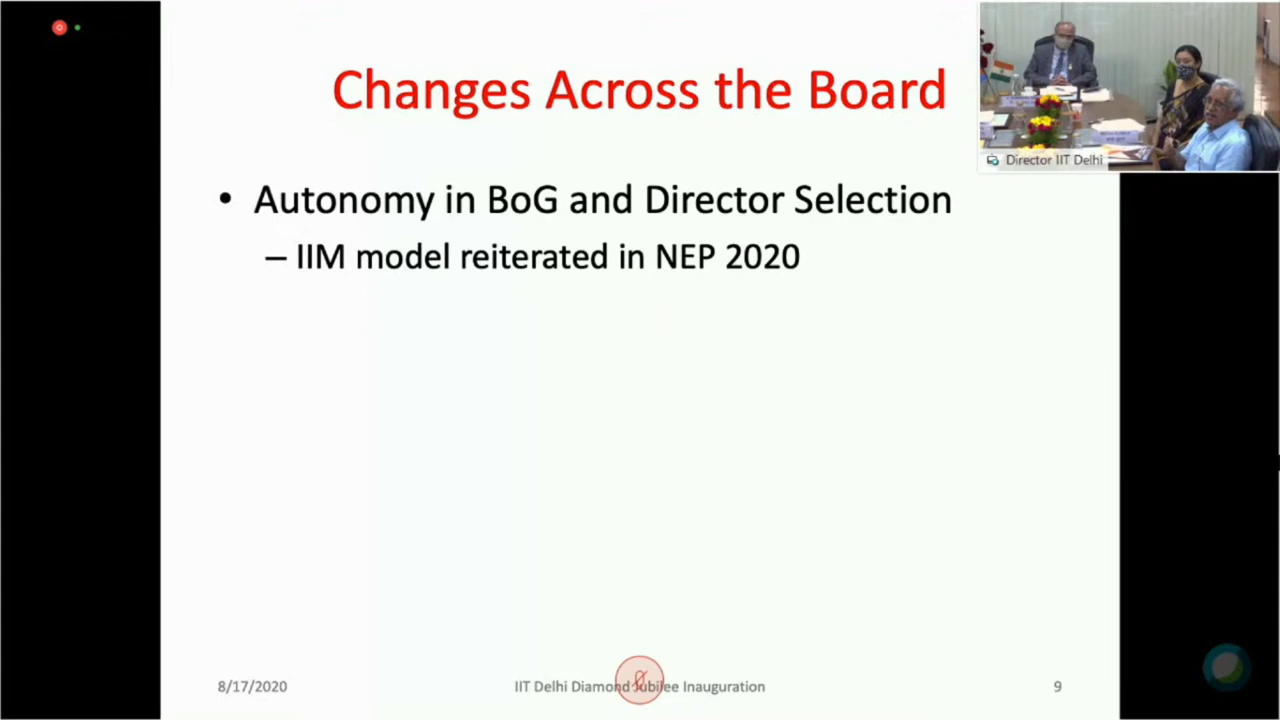 Changes Across the Board
Director IIT Delhi
• Autonomy in BoG and Director Selection
– IIM model reiterated in NEP 2020
8/17/2020
IIT Delhi Diamond Jubilee Inauguration
9